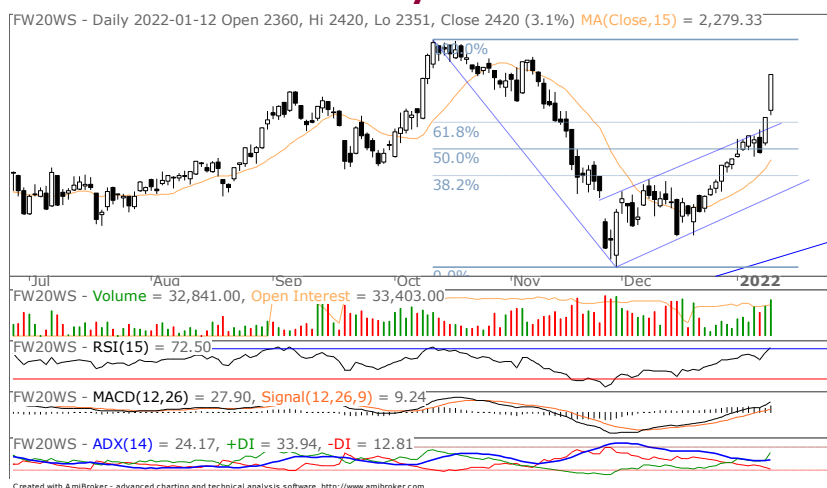 FW20WS - Daily 2022-01-12 Open 2360, Hi 2420, Lo 2351, Close 2420 (3.1%) MA(Close,15) = 2,279.33
61.8%
50.0%
38.2%
0.0%
Jul Aug Sep Oct Nov Dec 2022
FW20WS - Volume = 32,841.00, Open Interest = 33,403.00
FW20WS - RSI(15) = 72.50
FW20WS - MACD(12,26) = 27.90, Signal(12,26,9) = 9.24
FW20WS - ADX(14) = 24.17, +DI = 33.94, -DI = 12.81
Created with AmiBroker - advanced charting and technical analysis software. http://www.amibroker.com